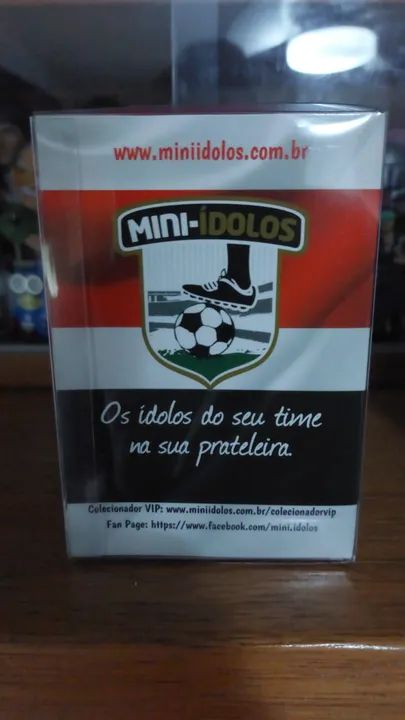 www.miniidolos.com.br
MINI-ÍDOLOS
Os ídolos do seu time
na sua prateleira.
Colecionador VIP: www.miniidolos.com.br/colecionadorvip
Fan Page: https://www.facebook.com/mini.idolos